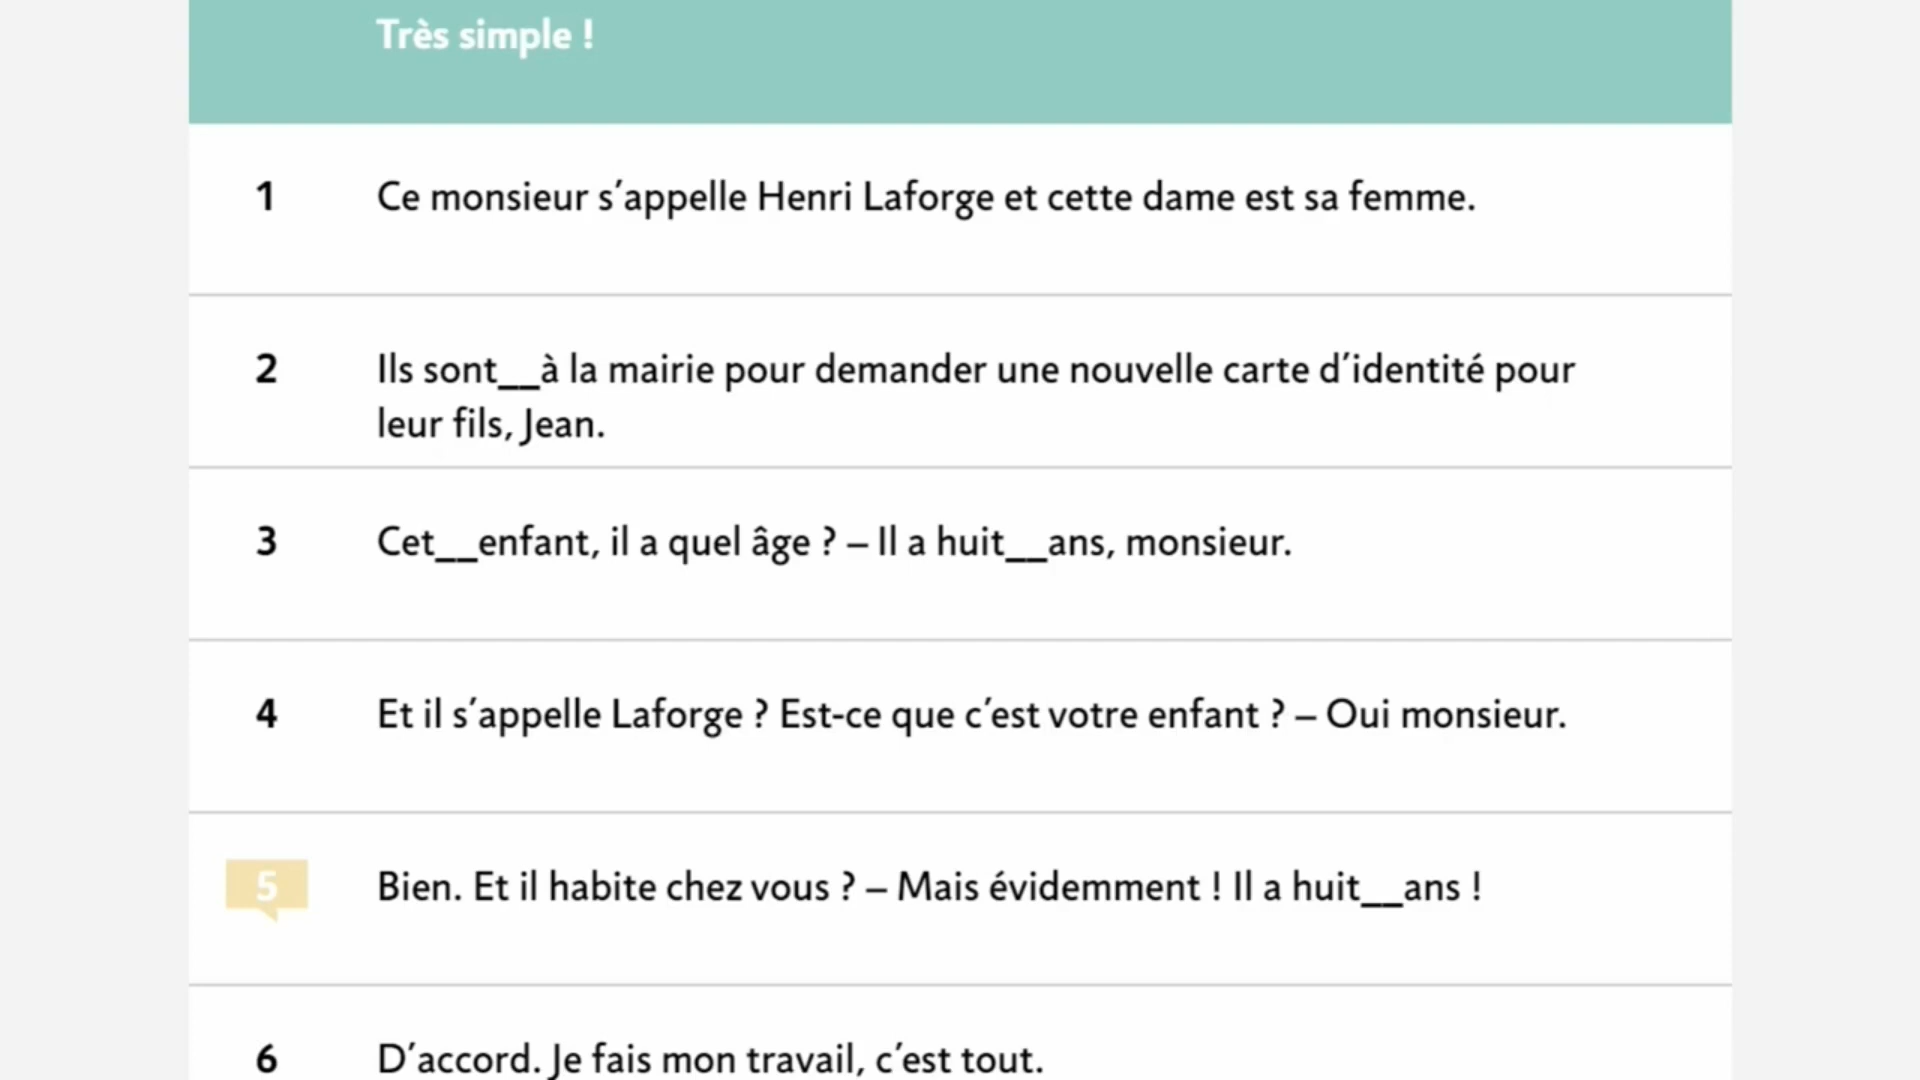 Très simple !
1 Ce monsieur s’appelle Henri Laforge et cette dame est sa femme.
2 Ils sont__à la mairie pour demander une nouvelle carte d’identité pour
leur fils, Jean.
3 Cet__enfant, il a quel âge ? – Il a huit__ans, monsieur.
4 Et il s’appelle Laforge ? Est-ce que c’est votre enfant ? – Oui monsieur.
5 Bien. Et il habite chez vous ? – Mais évidemment ! Il a huit__ans !
6 D’accord. Je fais mon travail, c’est tout.